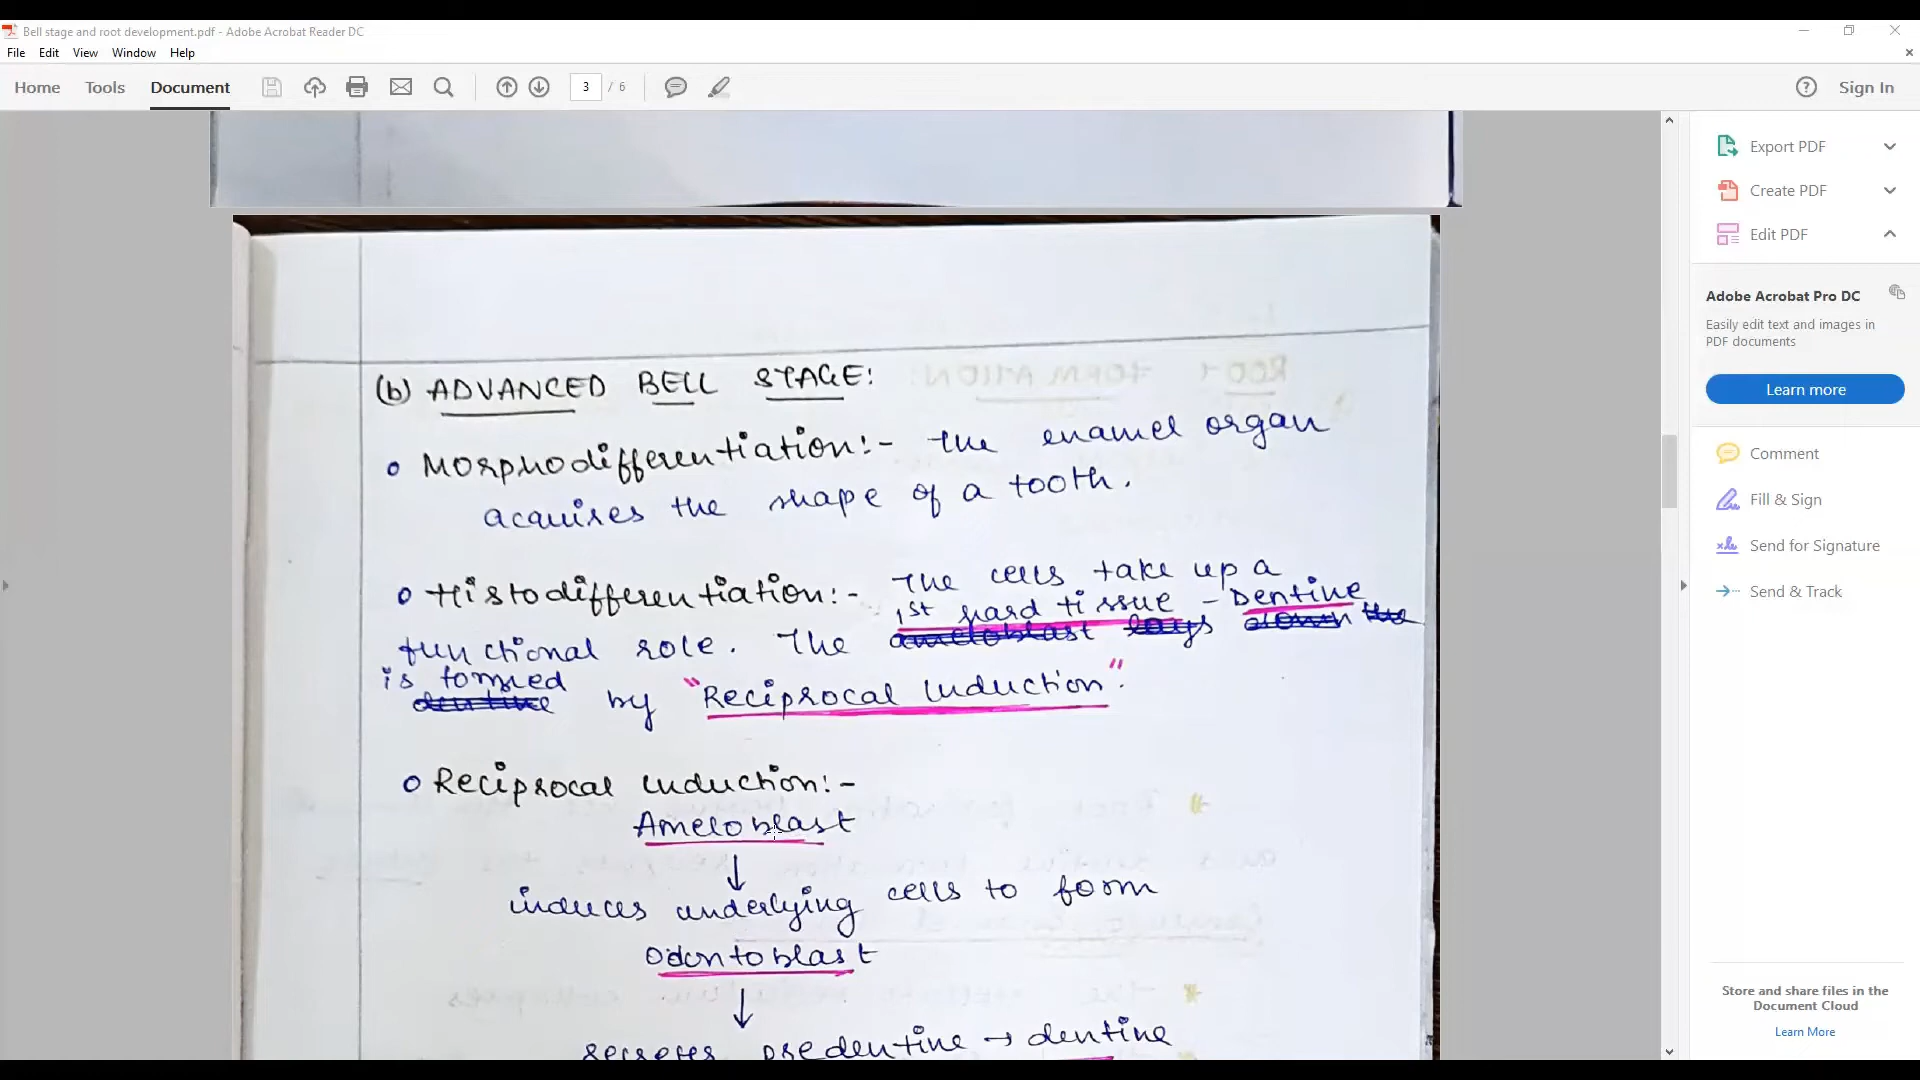 Bell stage and root development.pdf - Adobe Acrobat Reader DC
File Edit View Window Help
Home Tools Document 3 / 6 Sign In
Export PDF
Create PDF
Edit PDF
Adobe Acrobat Pro DC
Easily edit text and images in
PDF documents
Learn more
Comment
Fill & Sign
Send for Signature
Send & Track
Store and share files in the
Document Cloud
Learn More
(b) ADVANCED BELL STAGE:
o Morphodifferentiation:- The enamel organ
acquires the shape of a tooth.
o Histodifferentiation:- The cells take up a
1st hard tissue - Dentine
functional role. The ameloblast lays down the
is formed
dentine by "Reciprocal Induction".
o Reciprocal Induction:-
Ameloblast
↓
induces underlying cells to form
Odontoblast
↓
secretes predentine → dentine